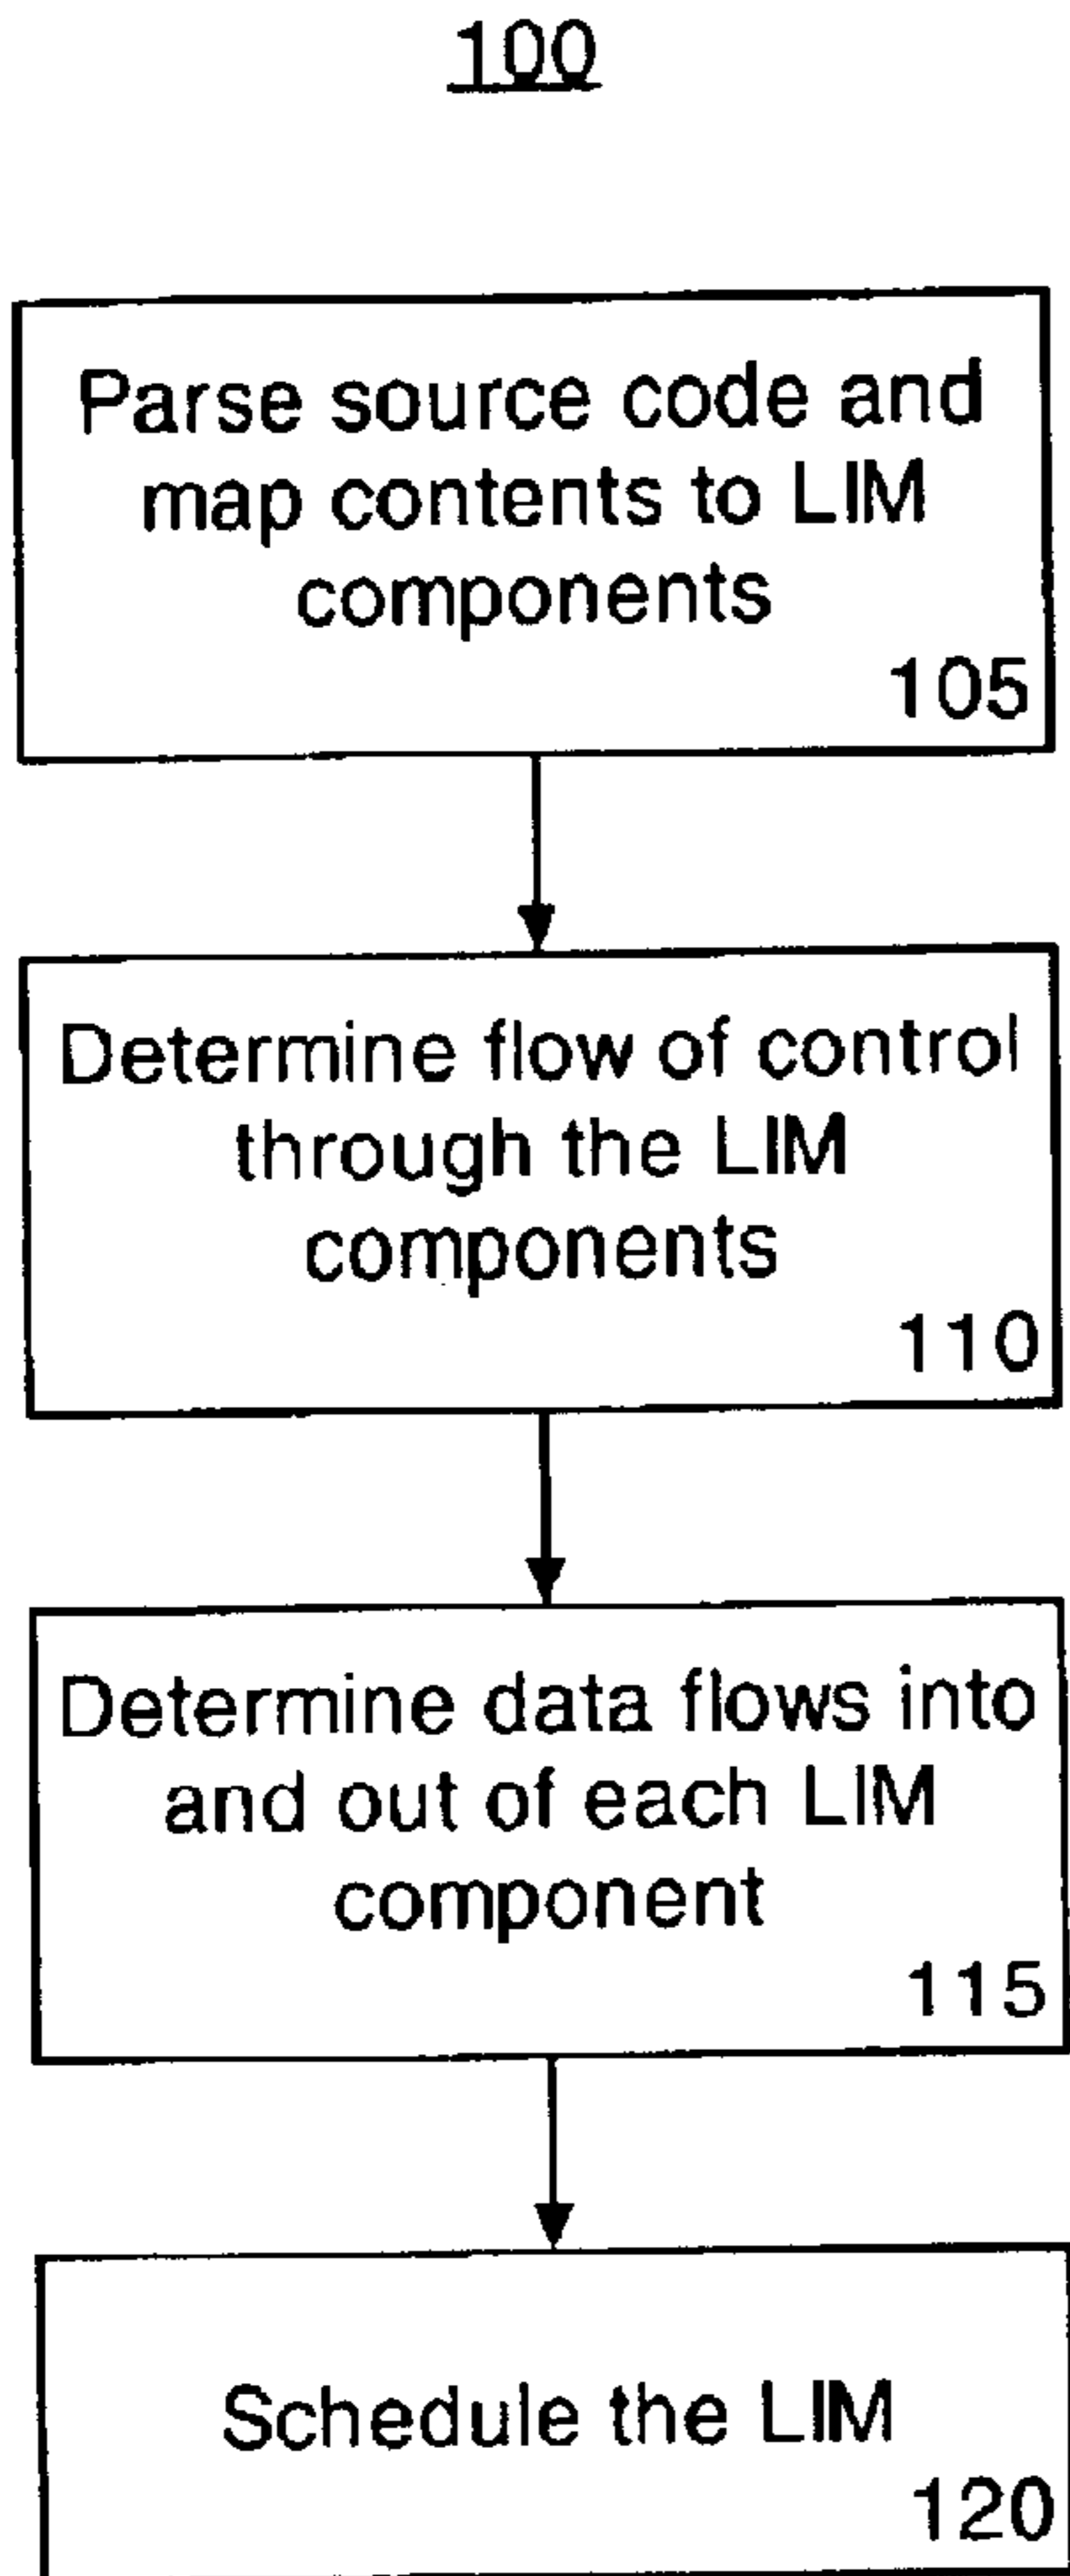 100
Parse source code and
map contents to LIM
components
105
Determine flow of control
through the LIM
components
110
Determine data flows into
and out of each LIM
component
115
Schedule the LIM
120